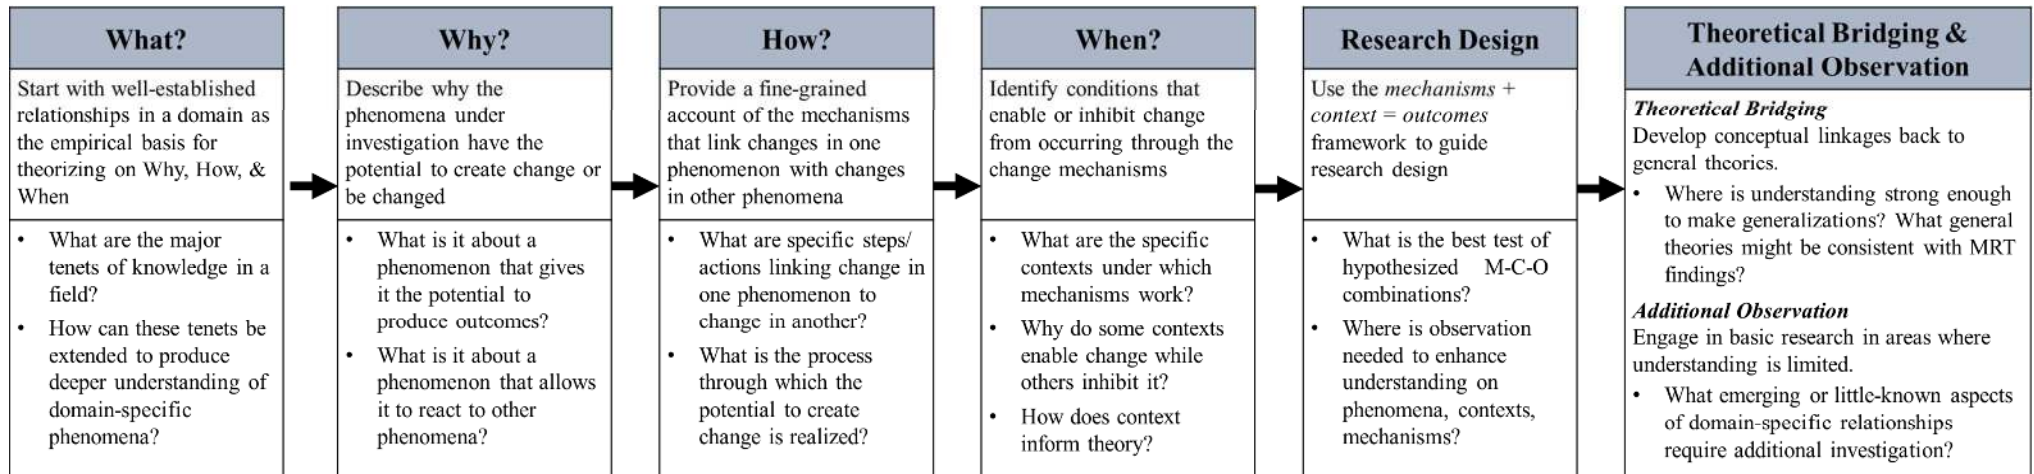 What?
Start with well-established
relationships in a domain as
the empirical basis for
theorizing on Why, How, &
When
• What are the major
tenets of knowledge in a
field?
• How can these tenets be
extended to produce
deeper understanding of
domain-specific
phenomena?
Why?
Describe why the
phenomena under
investigation have the
potential to create change or
be changed
• What is it about a
phenomenon that gives
it the potential to
produce outcomes?
• What is it about a
phenomenon that allows
it to react to other
phenomena?
How?
Provide a fine-grained
account of the mechanisms
that link changes in one
phenomenon with changes
in other phenomena
• What are specific steps/
actions linking change in
one phenomenon to
change in another?
• What is the process
through which the
potential to create
change is realized?
When?
Identify conditions that
enable or inhibit change
from occurring through the
change mechanisms
• What are the specific
contexts under which
mechanisms work?
• Why do some contexts
enable change while
others inhibit it?
• How does context
inform theory?
Research Design
Use the mechanisms +
context = outcomes
framework to guide
research design
• What is the best test of
hypothesized M-C-O
combinations?
• Where is observation
needed to enhance
understanding on
phenomena, contexts,
mechanisms?
Theoretical Bridging &
Additional Observation
Theoretical Bridging
Develop conceptual linkages back to
general theories.
• Where is understanding strong enough
to make generalizations? What general
theories might be consistent with MRT
findings?
Additional Observation
Engage in basic research in areas where
understanding is limited.
• What emerging or little-known aspects
of domain-specific relationships
require additional investigation?